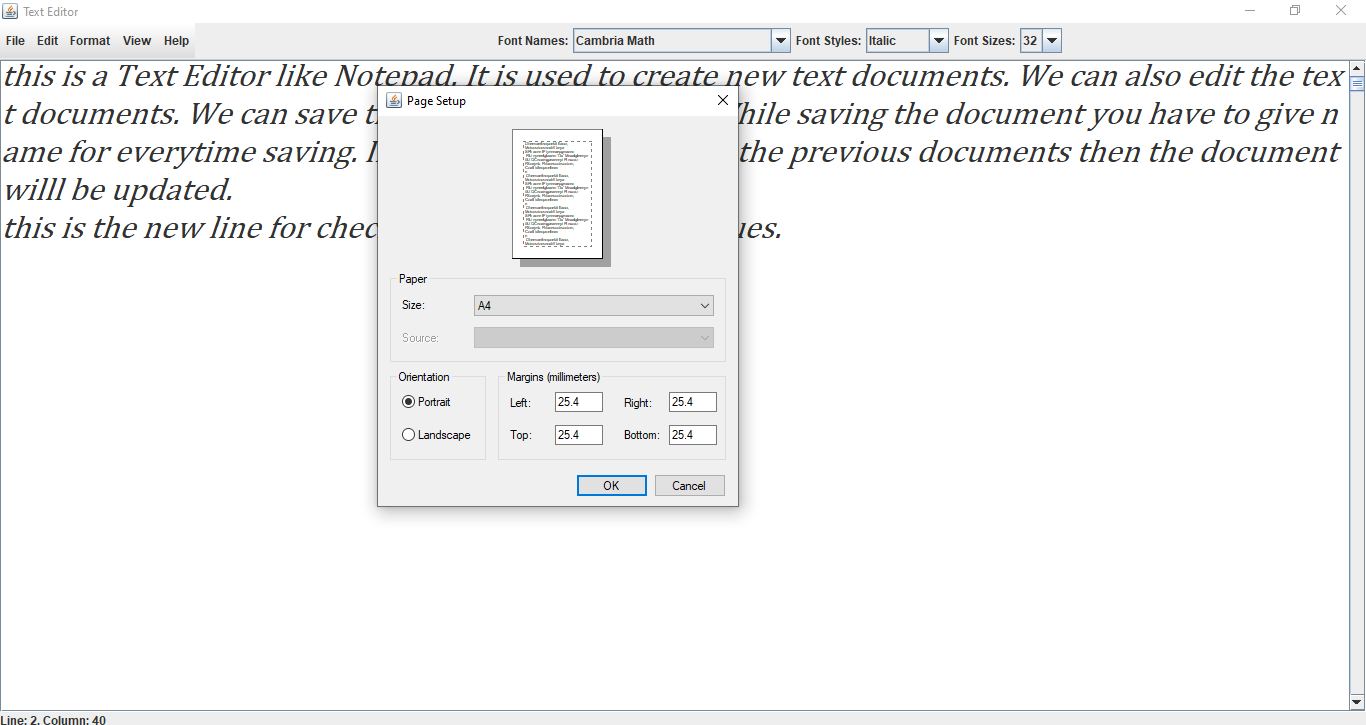 Text Editor
File Edit Format View Help Font Names: Cambria Math Font Styles: Italic Font Sizes: 32
this is a Text Editor like Notepad. It is used to create new text documents. We can also edit the tex
t documents. We can save hile saving the document you have to give n
ame for everytime saving. the previous documents then the document
willl be updated.
this is the new line for chec ues.
Page Setup
Paper
Size: A4
Source:
Orientation
Portrait
Landscape
Margins (millimeters)
Left: 25.4 Right: 25.4
Top: 25.4 Bottom: 25.4
OK Cancel
Line: 2, Column: 40